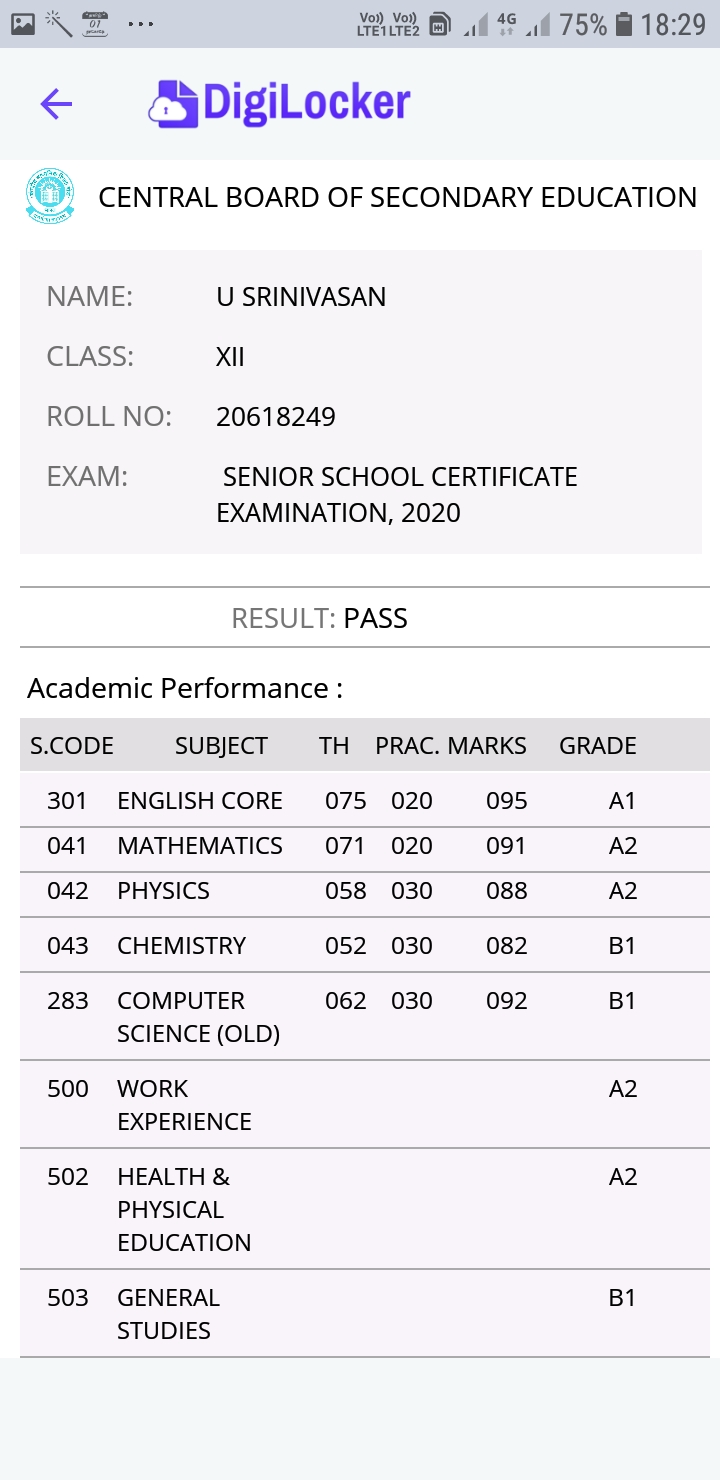 Vo)) Vo)) 4G 75% 18:29
LTE1 LTE2
01
DigiLocker
CENTRAL BOARD OF SECONDARY EDUCATION
NAME: U SRINIVASAN
CLASS: XII
ROLL NO: 20618249
EXAM: SENIOR SCHOOL CERTIFICATE
EXAMINATION, 2020
RESULT: PASS
Academic Performance :
S.CODE SUBJECT TH PRAC. MARKS GRADE
301 ENGLISH CORE 075 020 095 A1
041 MATHEMATICS 071 020 091 A2
042 PHYSICS 058 030 088 A2
043 CHEMISTRY 052 030 082 B1
283 COMPUTER 062 030 092 B1
SCIENCE (OLD)
500 WORK A2
EXPERIENCE
502 HEALTH & A2
PHYSICAL
EDUCATION
503 GENERAL B1
STUDIES